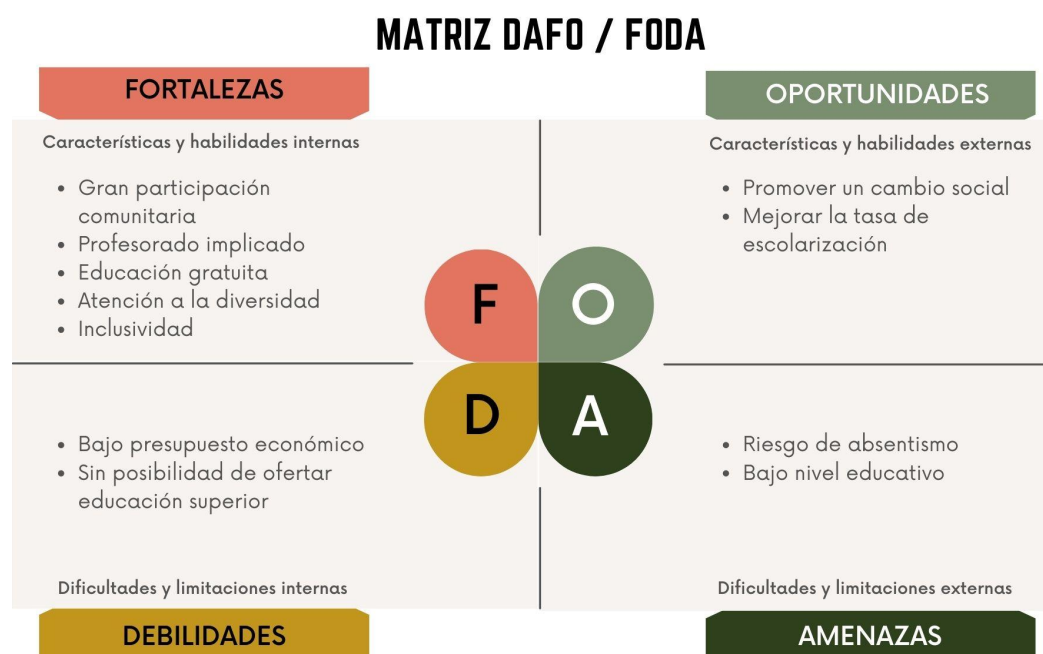 MATRIZ DAFO / FODA
FORTALEZAS
Características y habilidades internas
• Gran participación
comunitaria
• Profesorado implicado
• Educación gratuita
• Atención a la diversidad
• Inclusividad
OPORTUNIDADES
Características y habilidades externas
• Promover un cambio social
• Mejorar la tasa de
escolarización
F
O
D
A
• Bajo presupuesto económico
• Sin posibilidad de ofertar
educación superior
Dificultades y limitaciones internas
DEBILIDADES
• Riesgo de absentismo
• Bajo nivel educativo
Dificultades y limitaciones externas
AMENAZAS